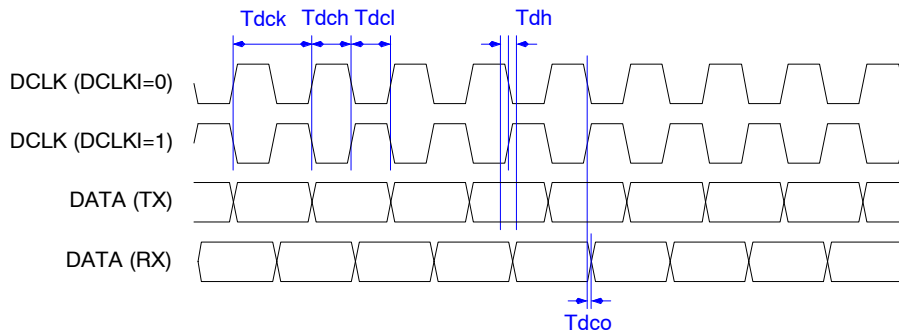 Tdck Tdch Tdcl Tdh
DCLK (DCLKI=0)
DCLK (DCLKI=1)
DATA (TX)
DATA (RX)
Tdco